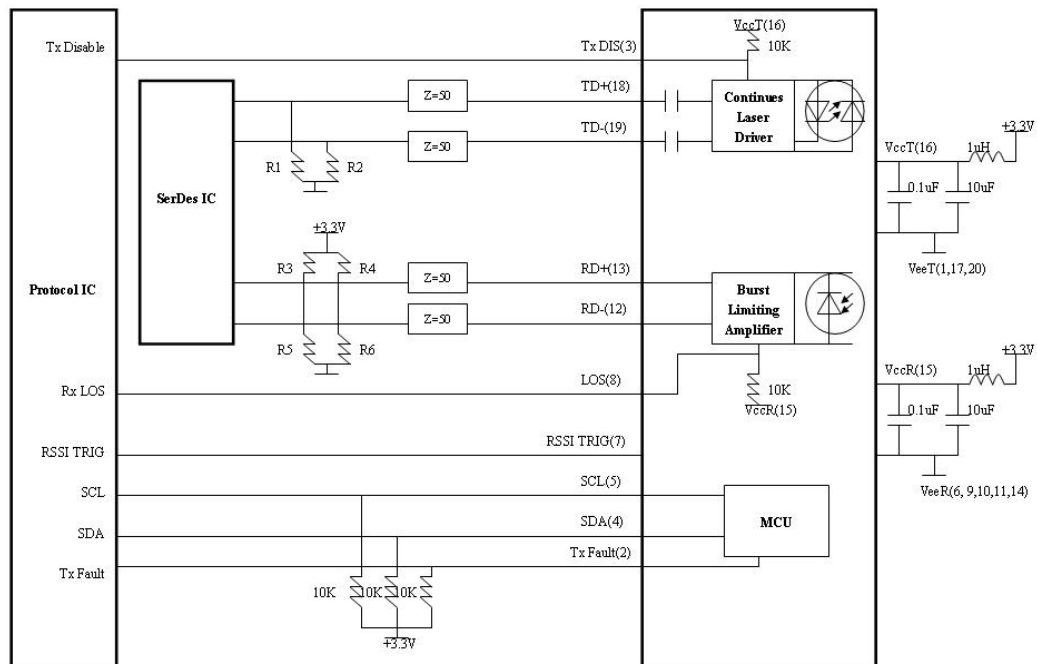 VccT(16)
Tx Disable
Tx DIS(3)
10K
TD+(18)
Z=50
Continues
Laser
Driver
TD-(19)
Z=50
+3.3V
VccT(16)
1uH
R1
R2
0.1uF
10uF
SerDes IC
+3.3V
R3
R4
RD+(13)
VeeT(1,17,20)
Z=50
Protocol IC
Burst
Limiting
Amplifier
RD-(12)
Z=50
R5
R6
+3.3V
LOS(8)
VccR(15)
1uH
Rx LOS
10K
VccR(15)
0.1uF
10uF
RSSI TRIG
RSSI TRIG(7)
SCL
SCL(5)
VeeR(6, 9,10,11,14)
MCU
SDA
SDA(4)
Tx Fault
Tx Fault(2)
10K
10K
10K
+3.3V